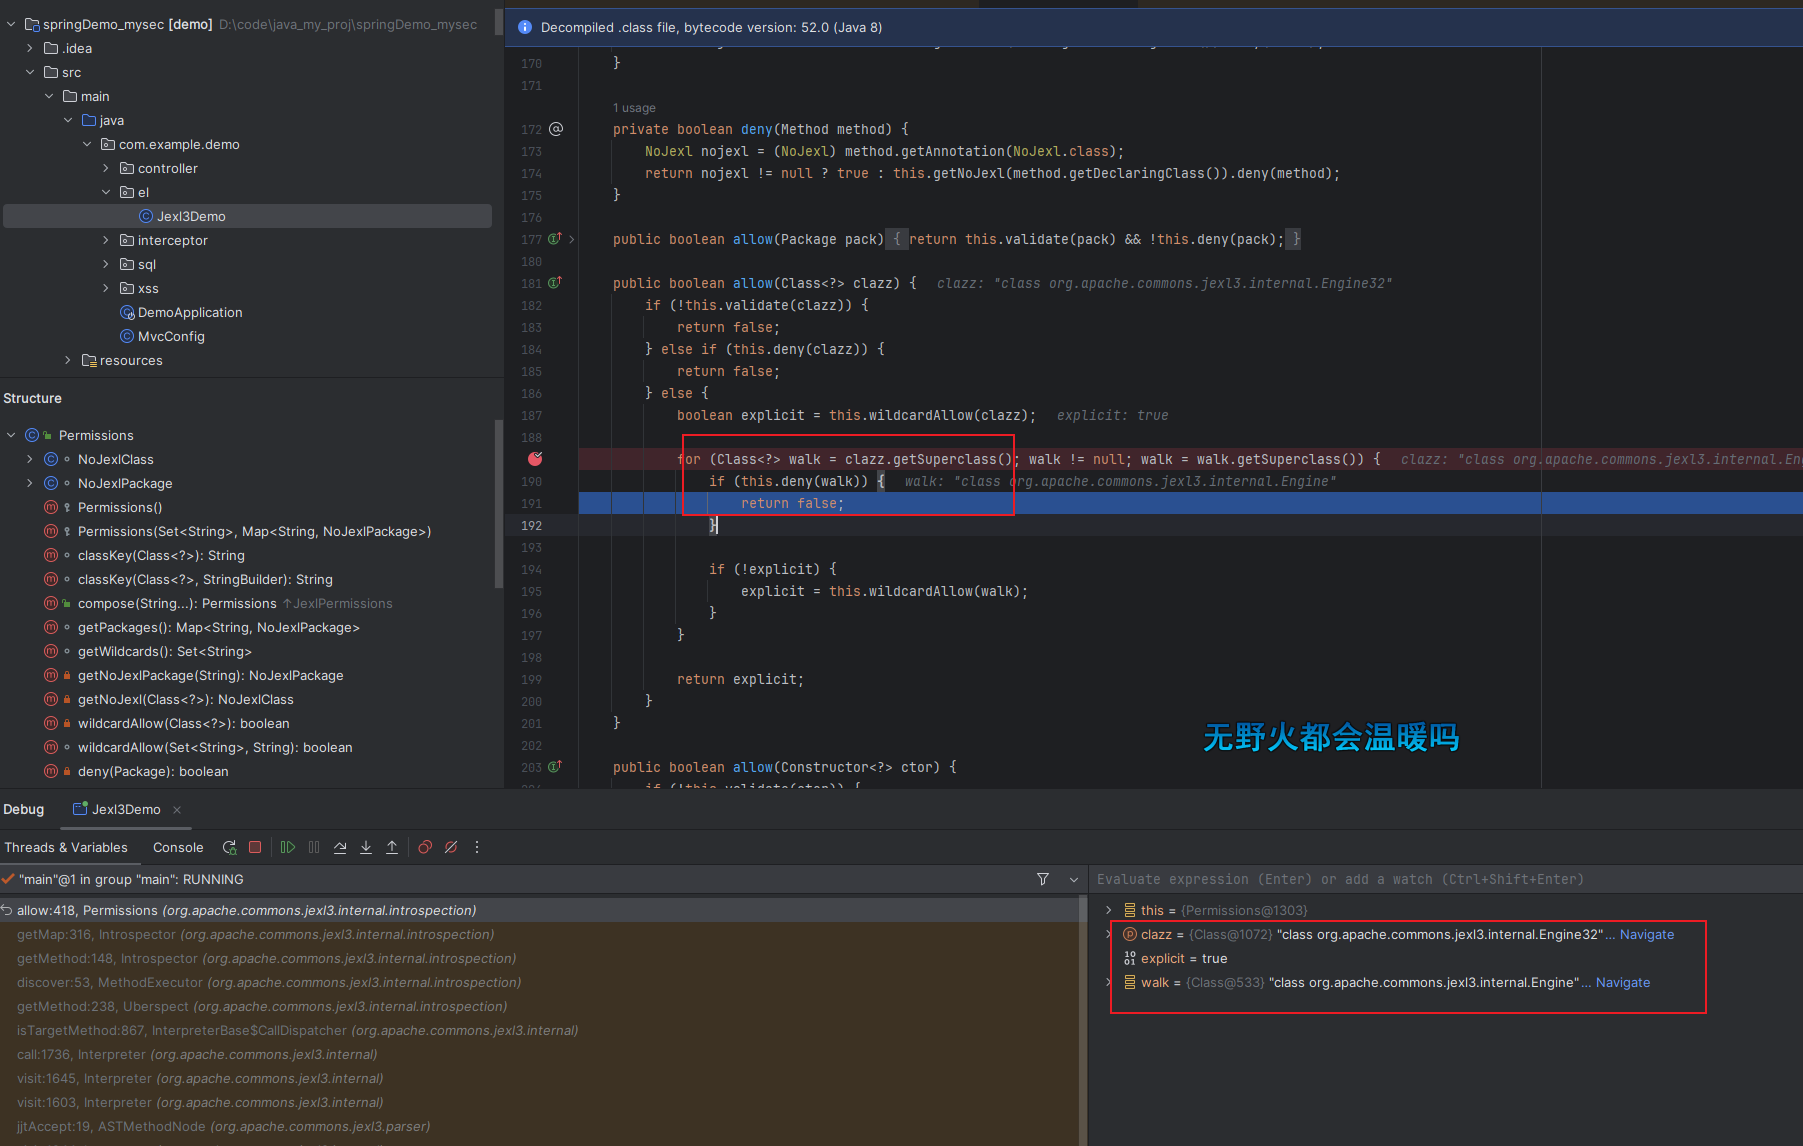 springDemo_mysec [demo] D:\code\java_my_proj\springDemo_mysec
.idea
src
main
java
com.example.demo
controller
el
Jexl3Demo
interceptor
sql
xss
DemoApplication
MvcConfig
resources
Structure
Permissions
NoJexlClass
NoJexlPackage
Permissions()
Permissions(Set<String>, Map<String, NoJexlPackage>)
classKey(Class<?>): String
classKey(Class<?>, StringBuilder): String
compose(String...): Permissions ↑JexlPermissions
getPackages(): Map<String, NoJexlPackage>
getWildcards(): Set<String>
getNoJexlPackage(String): NoJexlPackage
getNoJexl(Class<?>): NoJexlClass
wildcardAllow(Class<?>): boolean
wildcardAllow(Set<String>, String): boolean
deny(Package): boolean
Decompiled .class file, bytecode version: 52.0 (Java 8)
170 }
171
1 usage
172 private boolean deny(Method method) {
173 NoJexl nojexl = (NoJexl) method.getAnnotation(NoJexl.class);
174 return nojexl != null ? true : this.getNoJexl(method.getDeclaringClass()).deny(method);
175 }
176
177 public boolean allow(Package pack) { return this.validate(pack) && !this.deny(pack); }
180
181 public boolean allow(Class<?> clazz) { clazz: "class org.apache.commons.jexl3.internal.Engine32"
182 if (!this.validate(clazz)) {
183 return false;
184 } else if (this.deny(clazz)) {
185 return false;
186 } else {
187 boolean explicit = this.wildcardAllow(clazz); explicit: true
188
for (Class<?> walk = clazz.getSuperclass(); walk != null; walk = walk.getSuperclass()) { clazz: "class org.apache.commons.jexl3.internal.En
190 if (this.deny(walk)) { walk: "class org.apache.commons.jexl3.internal.Engine"
191 return false;
192 }
193
194 if (!explicit) {
195 explicit = this.wildcardAllow(walk);
196 }
197 }
198
199 return explicit;
200 }
201 }
202
无野火都会温暖吗
203 public boolean allow(Constructor<?> ctor) {
Debug Jexl3Demo
Threads & Variables Console
"main"@1 in group "main": RUNNING
allow:418, Permissions (org.apache.commons.jexl3.internal.introspection)
getMap:316, Introspector (org.apache.commons.jexl3.internal.introspection)
getMethod:148, Introspector (org.apache.commons.jexl3.internal.introspection)
discover:53, MethodExecutor (org.apache.commons.jexl3.internal.introspection)
getMethod:238, Uberspect (org.apache.commons.jexl3.internal.introspection)
isTargetMethod:867, InterpreterBase$CallDispatcher (org.apache.commons.jexl3.internal)
call:1736, Interpreter (org.apache.commons.jexl3.internal)
visit:1645, Interpreter (org.apache.commons.jexl3.internal)
visit:1603, Interpreter (org.apache.commons.jexl3.internal)
jjtAccept:19, ASTMethodNode (org.apache.commons.jexl3.parser)
Evaluate expression (Enter) or add a watch (Ctrl+Shift+Enter)
this = {Permissions@1303}
clazz = {Class@1072} "class org.apache.commons.jexl3.internal.Engine32"... Navigate
explicit = true
walk = {Class@533} "class org.apache.commons.jexl3.internal.Engine"... Navigate